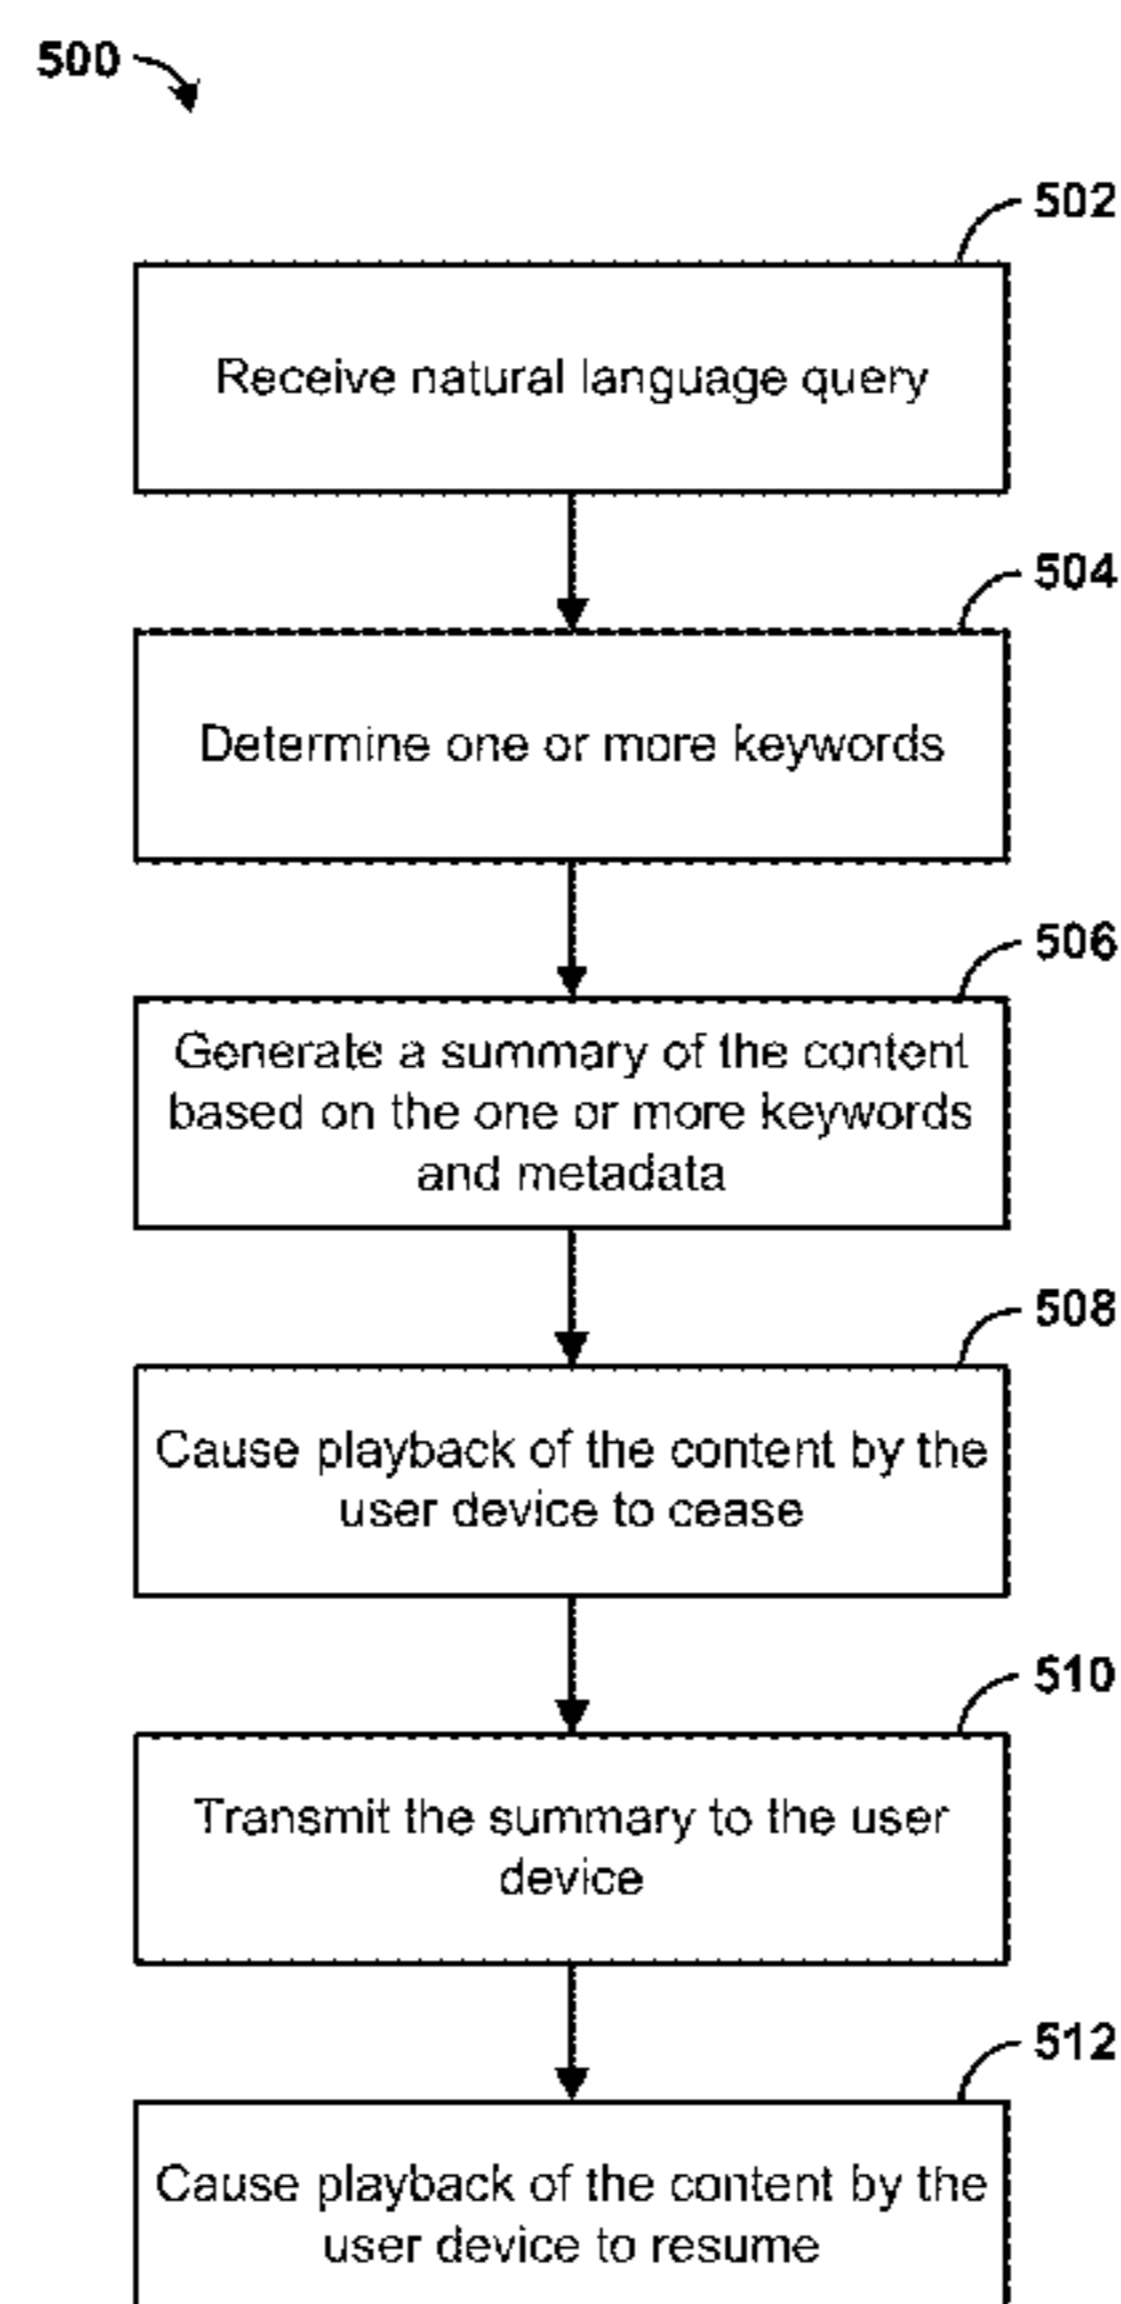 500
502
Receive natural language query
504
Determine one or more keywords
506
Generate a summary of the content
based on the one or more keywords
and metadata
508
Cause playback of the content by the
user device to cease
510
Transmit the summary to the user
device
512
Cause playback of the content by the
user device to resume